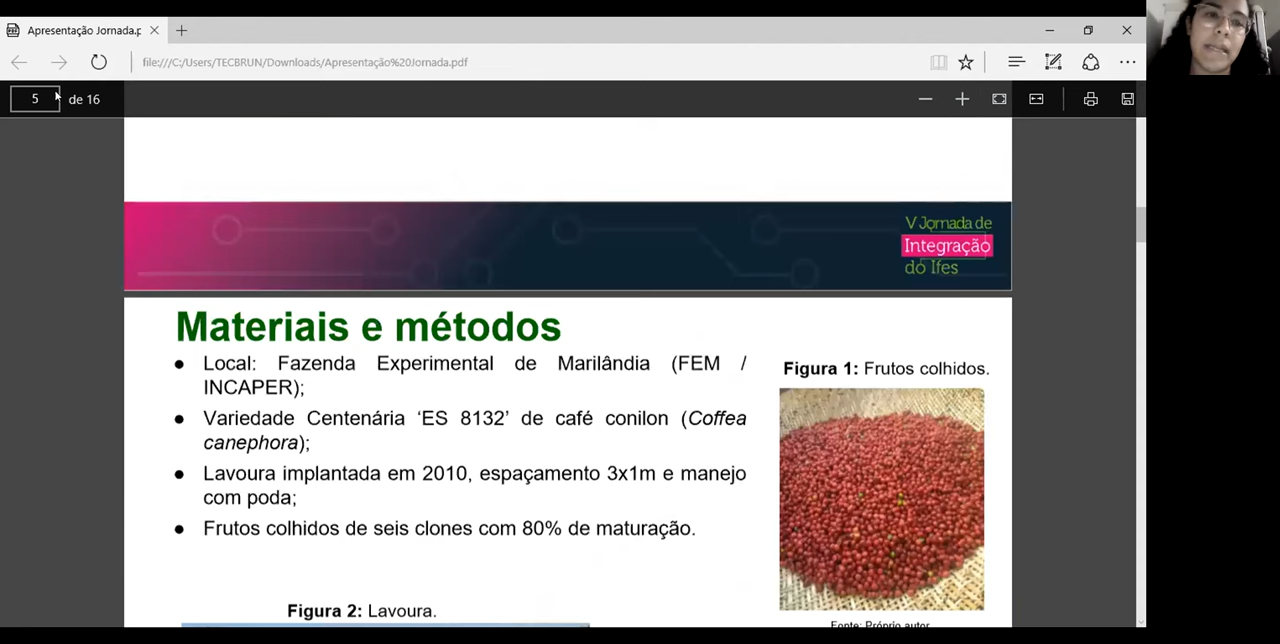 Apresentação Jornada.p
file:///C:/Users/TECBRUN/Downloads/Apresentação%20Jornada.pdf
5 de 16
V Jornada de
Integração
do Ifes
Materiais e métodos
● Local: Fazenda Experimental de Marilândia (FEM /
INCAPER);
● Variedade Centenária ‘ES 8132’ de café conilon (Coffea
canephora);
● Lavoura implantada em 2010, espaçamento 3x1m e manejo
com poda;
● Frutos colhidos de seis clones com 80% de maturação.
Figura 1: Frutos colhidos.
Fonte: Próprio autor
Figura 2: Lavoura.